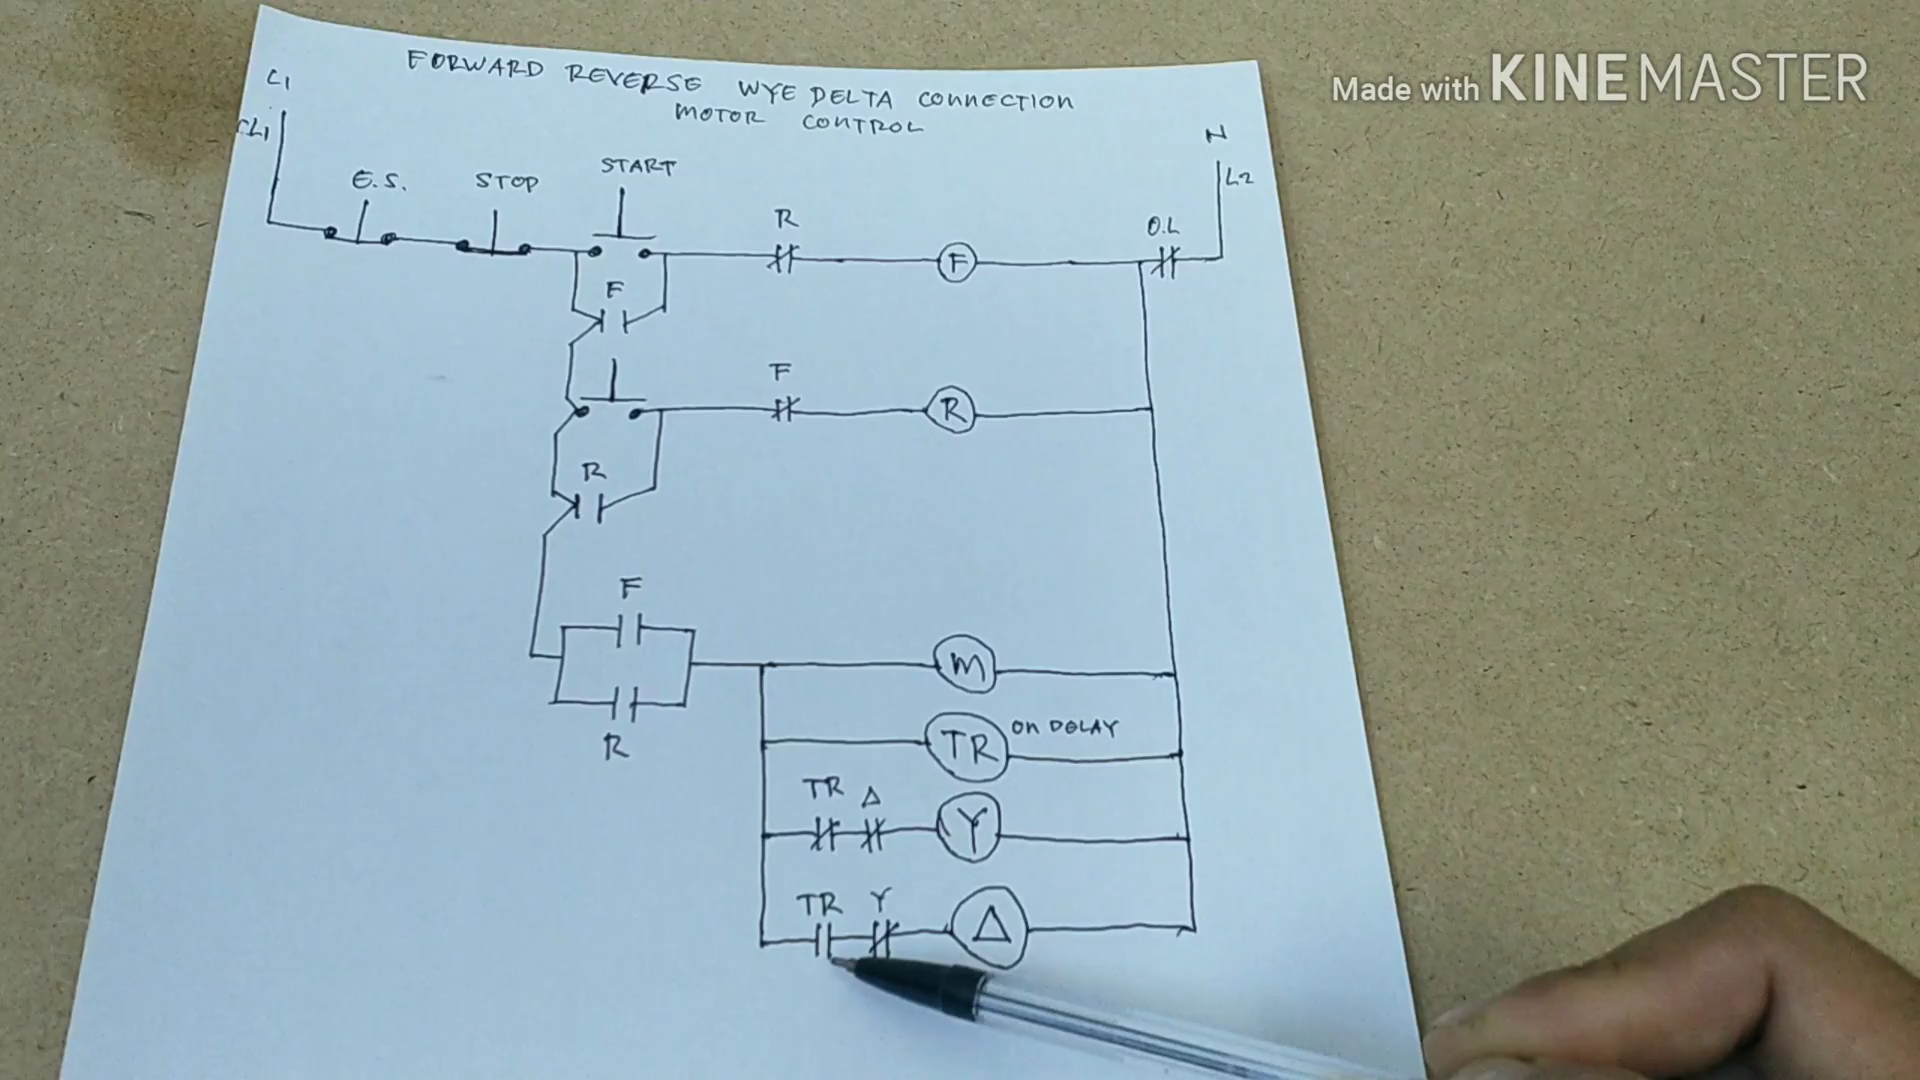 Made with KINEMASTER
FORWARD REVERSE WYE DELTA CONNECTION
MOTOR CONTROL
L1
CL1
N
L2
E.S.
STOP
START
R
O.L
F
F
F
R
R
F
M
R
TR
ON DELAY
TR Δ
Y
TR Y
Δ